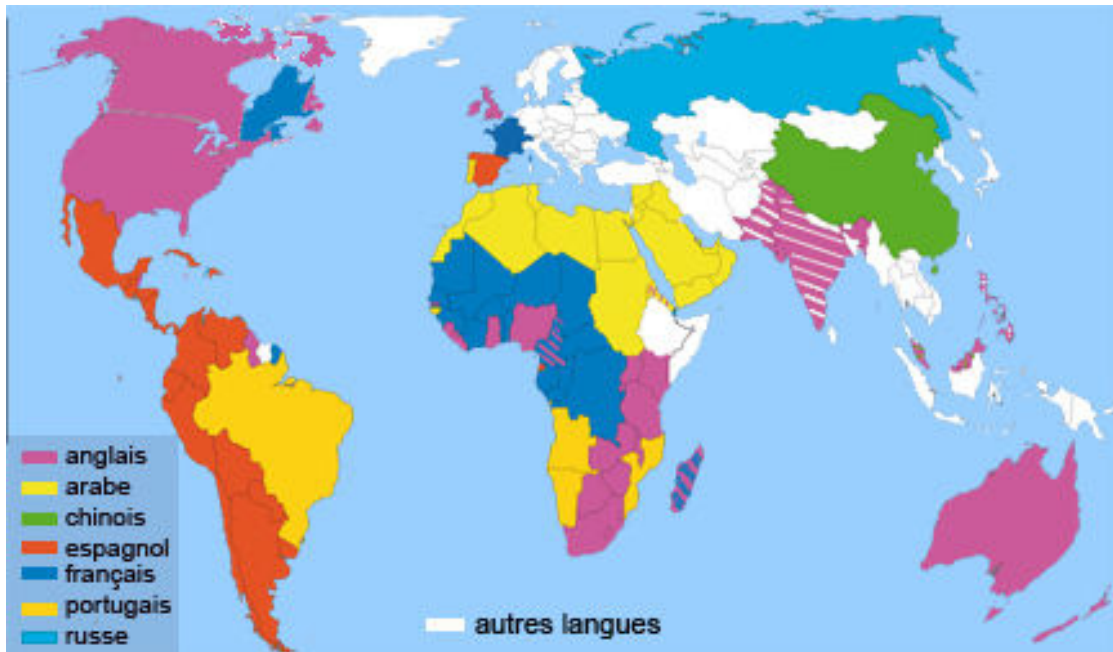 anglais
arabe
chinois
espagnol
français
portugais
russe
autres langues